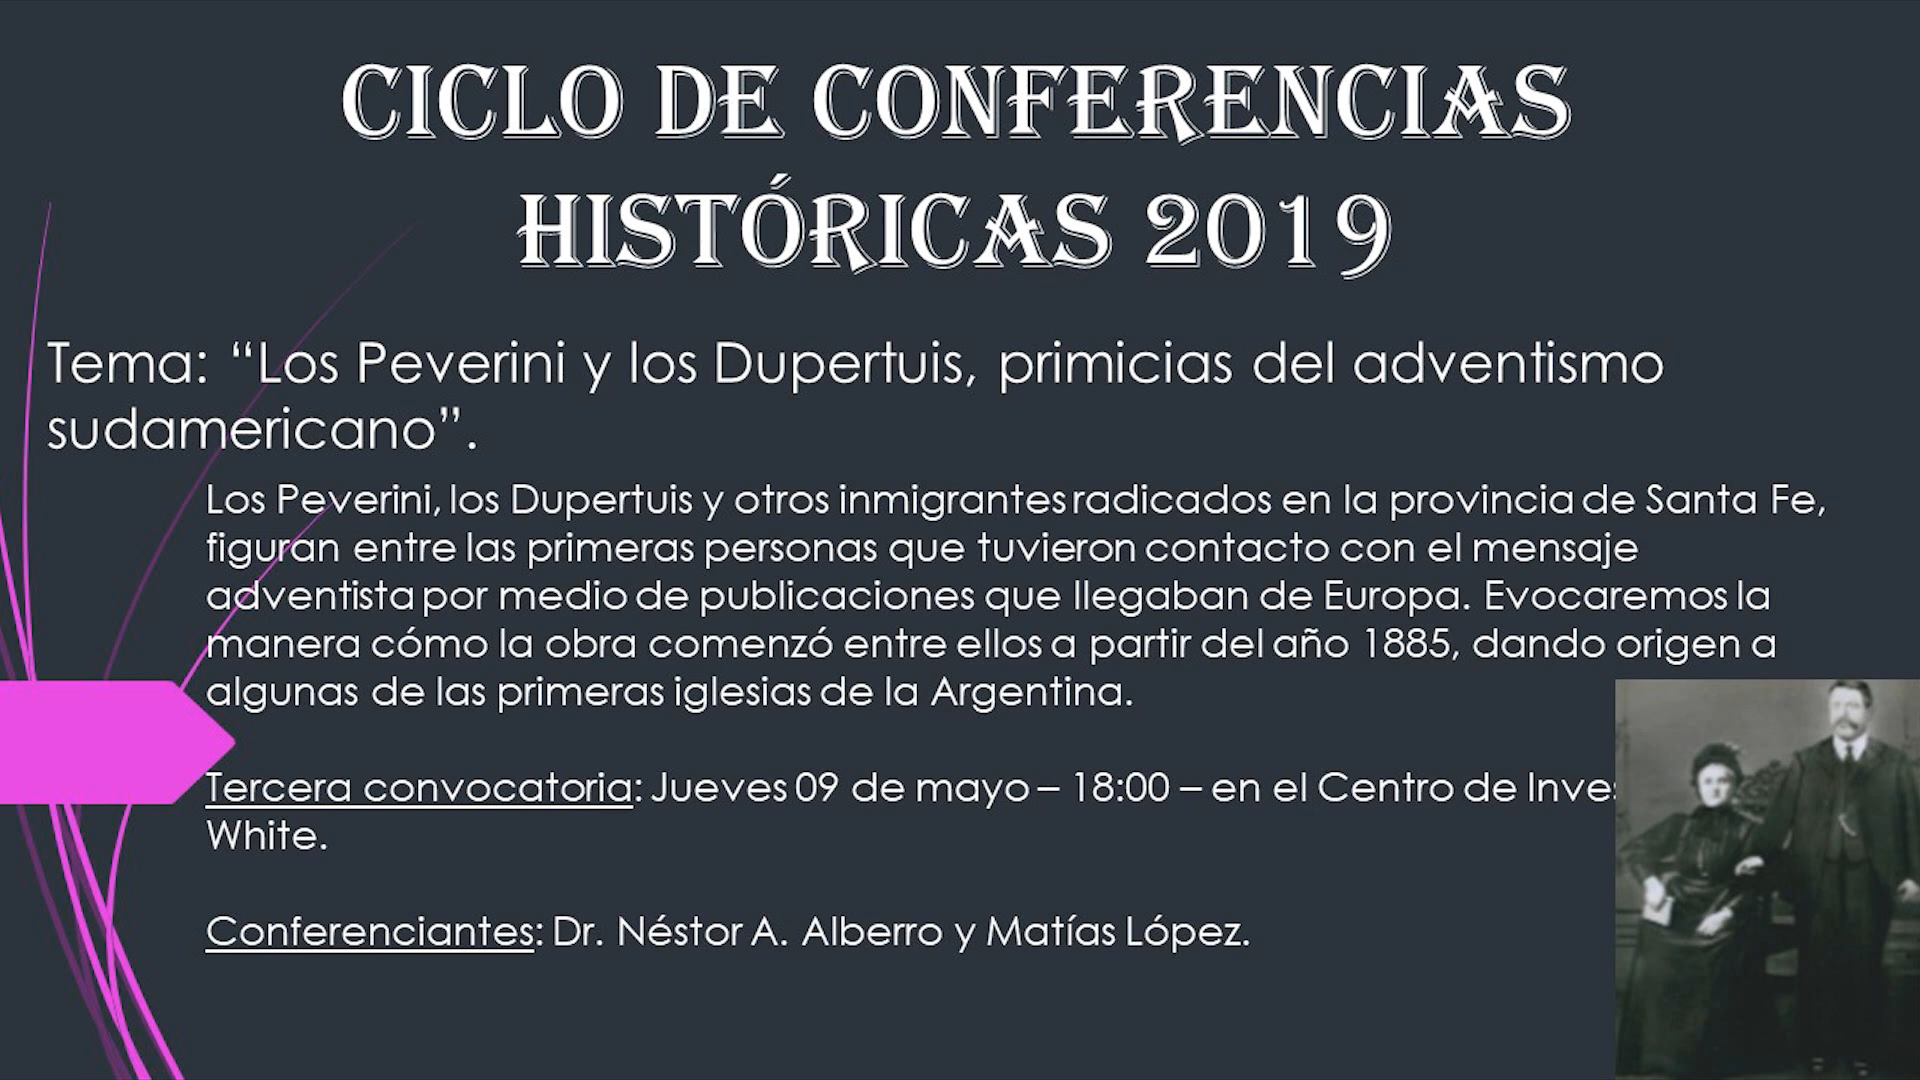 CICLO DE CONFERENCIAS
HISTÓRICAS 2019
Tema: “Los Peverini y los Dupertuis, primicias del adventismo
sudamericano”.
Los Peverini, los Dupertuis y otros inmigrantes radicados en la provincia de Santa Fe,
figuran entre las primeras personas que tuvieron contacto con el mensaje
adventista por medio de publicaciones que llegaban de Europa. Evocaremos la
manera cómo la obra comenzó entre ellos a partir del año 1885, dando origen a
algunas de las primeras iglesias de la Argentina.
Tercera convocatoria: Jueves 09 de mayo – 18:00 – en el Centro de
White.
Conferenciantes: Dr. Néstor A. Alberro y Matías López.